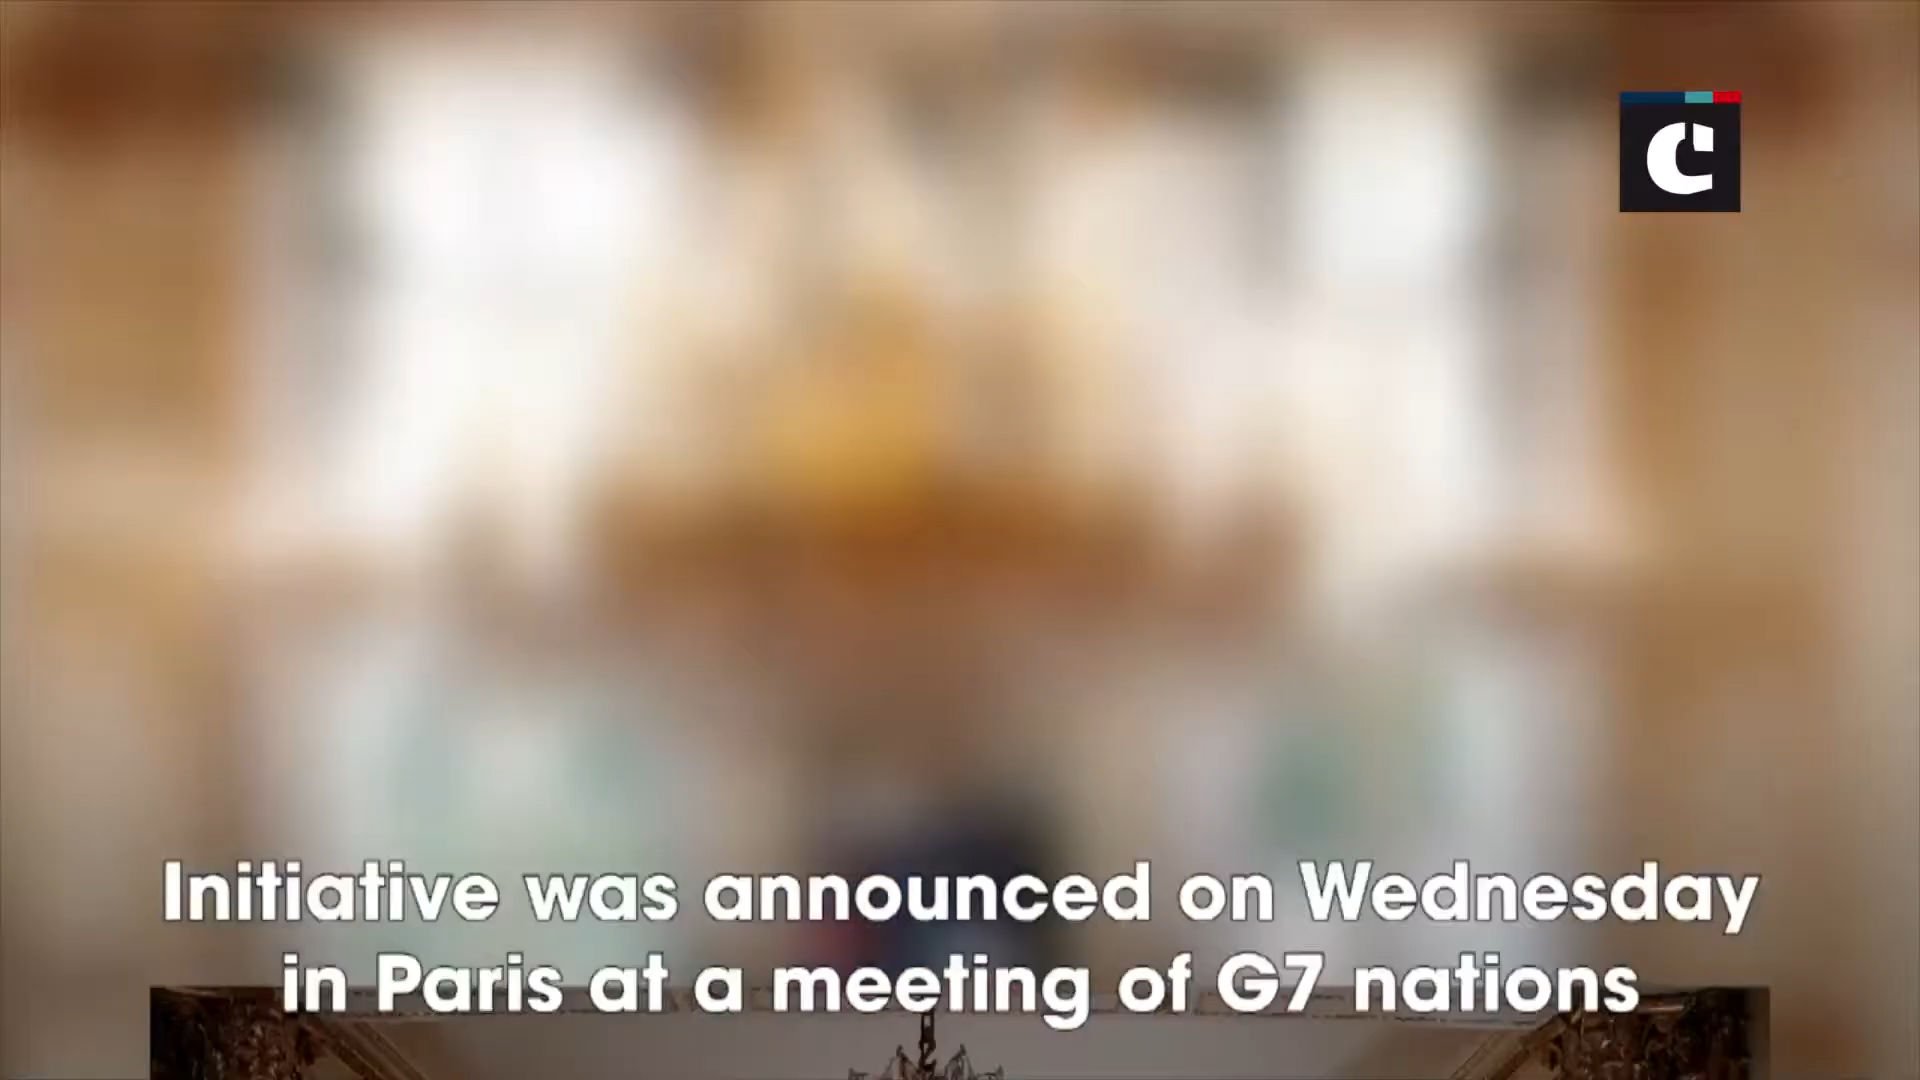 C
Initiative was announced on Wednesday
in Paris at a meeting of G7 nations